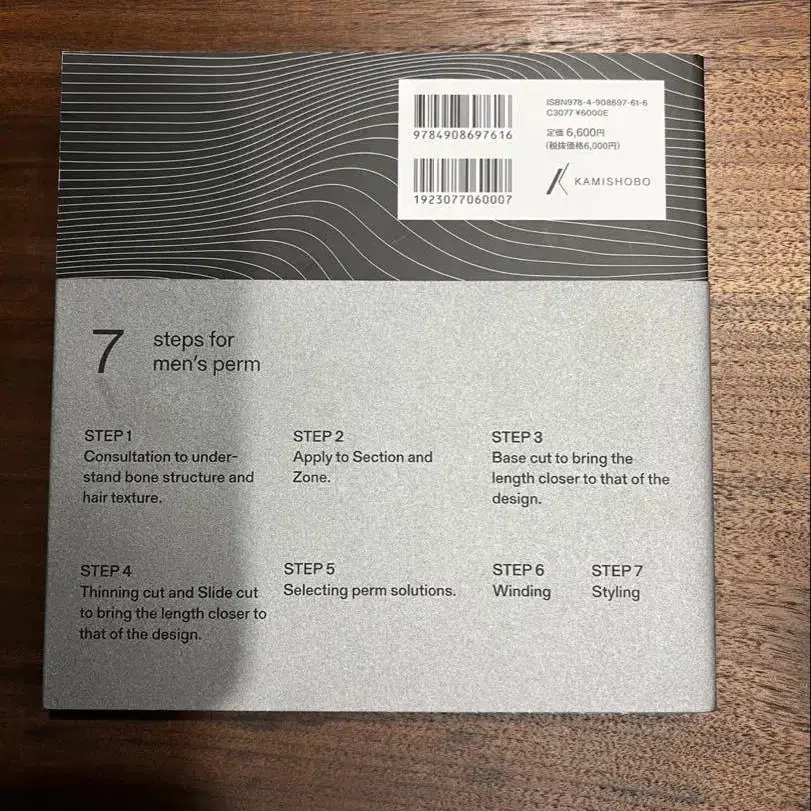 ISBN978-4-908697-61-6
C3077 ¥6000E
定価 6,600円
(税抜価格6,000円)
9784908697616
1923077060007
KAMISHOBO
7
steps for
men's perm
STEP 1
Consultation to under-
stand bone structure and
hair texture.
STEP 2
Apply to Section and
Zone.
STEP 3
Base cut to bring the
length closer to that of the
design.
STEP 4
Thinning cut and Slide cut
to bring the length closer to
that of the design.
STEP 5
Selecting perm solutions.
STEP 6
Winding
STEP 7
Styling